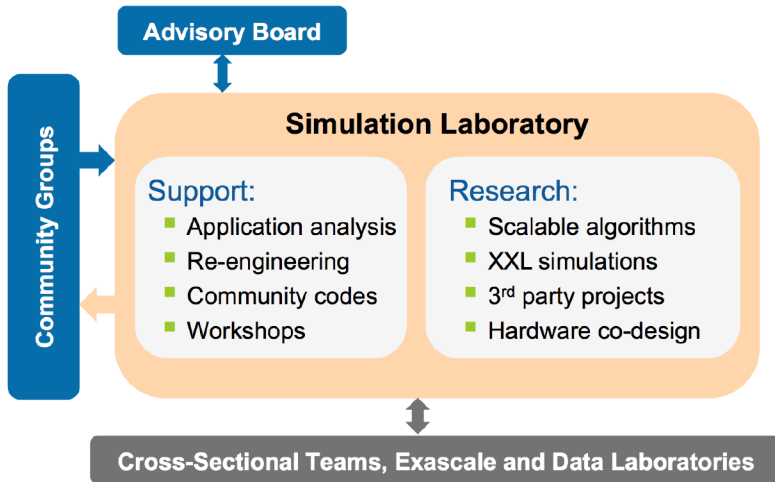 Advisory Board
Community Groups
Simulation Laboratory
Support:
Application analysis
Re-engineering
Community codes
Workshops
Research:
Scalable algorithms
XXL simulations
3rd party projects
Hardware co-design
Cross-Sectional Teams, Exascale and Data Laboratories